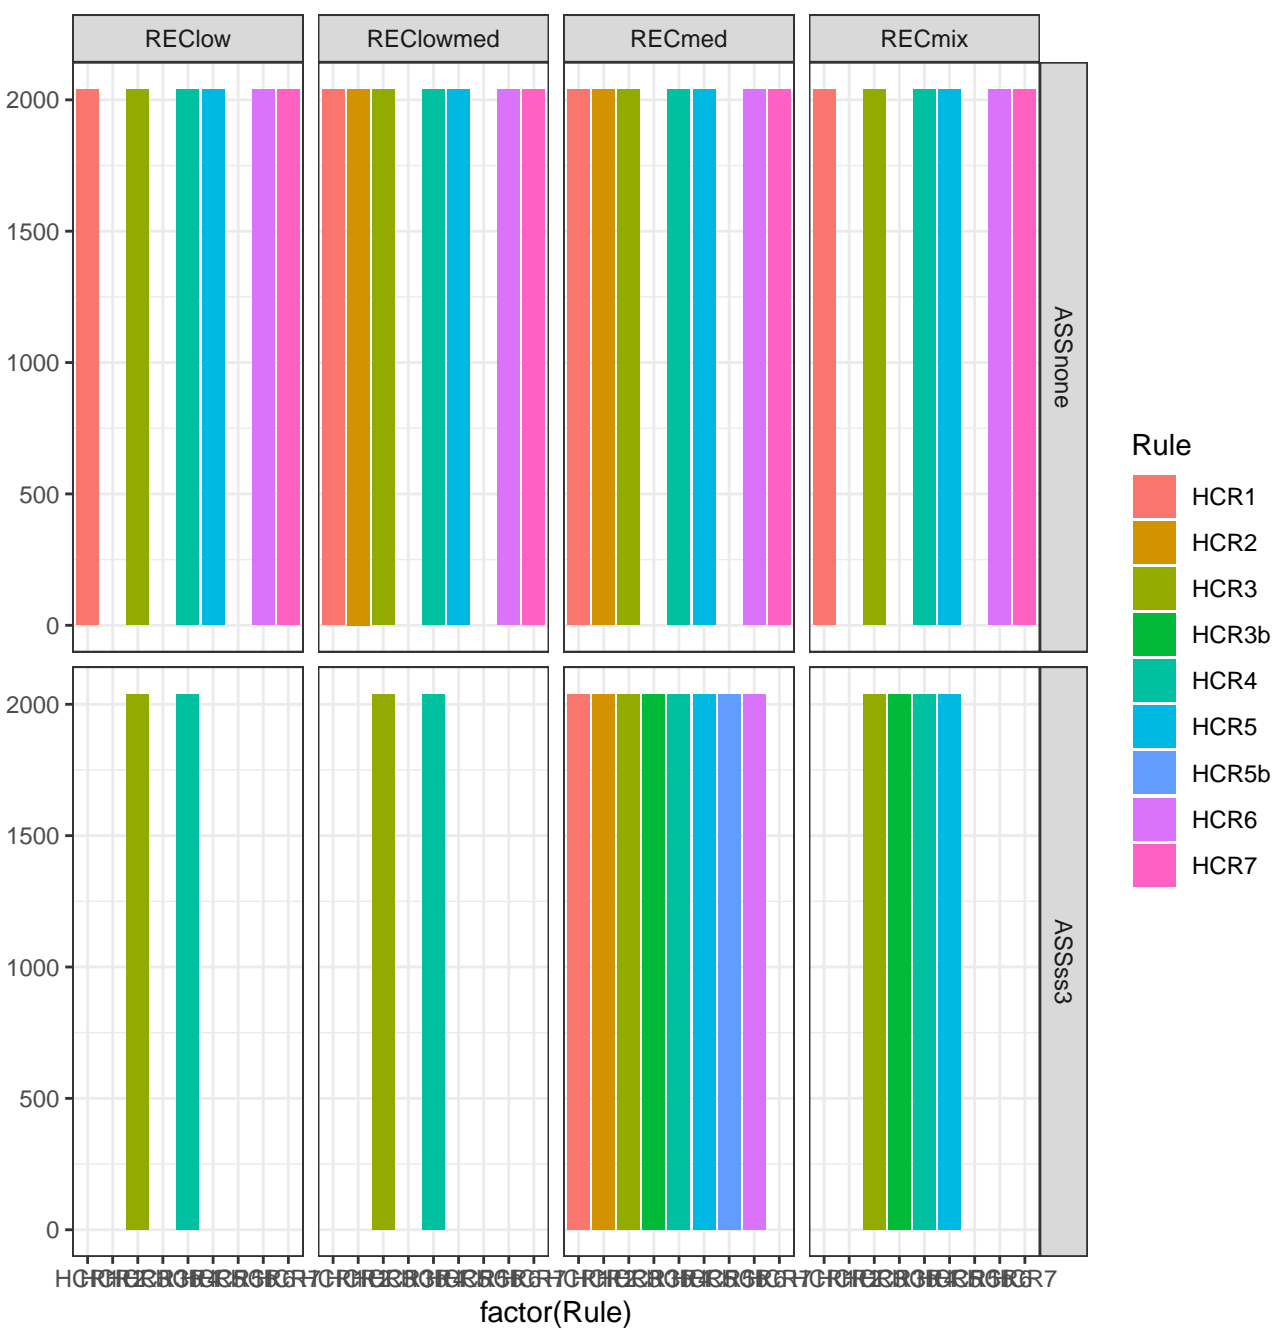 REClow REClowmed RECmed RECmix
2000
1500
1000
500
0
ASSnone
2000
1500
1000
500
0
ASSss3
factor(Rule)
Rule
HCR1
HCR2
HCR3
HCR3b
HCR4
HCR5
HCR5b
HCR6
HCR7